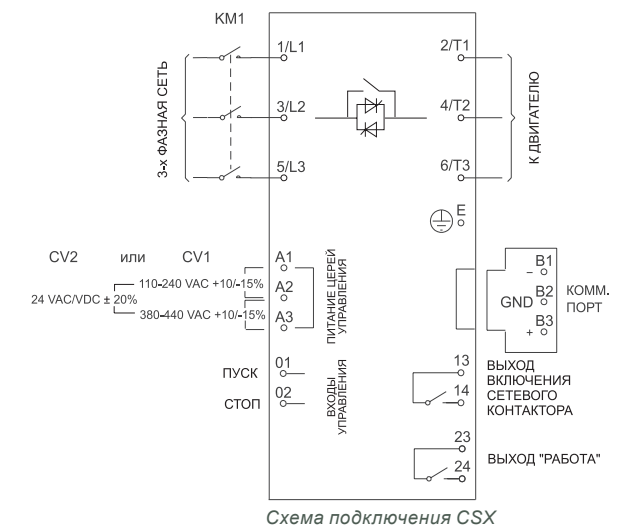 KM1
1/L1
2/T1
3-х ФАЗНАЯ СЕТЬ
3/L2
4/T2
К ДВИГАТЕЛЮ
5/L3
6/T3
E
CV2 или CV1
A1
110-240 VAC +10/-15%
24 VAC/VDC ± 20%
A2
380-440 VAC +10/-15%
A3
ПИТАНИЕ ЦЕРЕЙ
УПРАВЛЕНИЯ
B1
–
GND B2
B3
+
КОММ.
ПОРТ
ПУСК 01
СТОП 02
ВХОДЫ
УПРАВЛЕНИЯ
13
14
ВЫХОД
ВКЛЮЧЕНИЯ
СЕТЕВОГО
КОНТАКТОРА
23
24
ВЫХОД "РАБОТА"
Схема подключения CSX